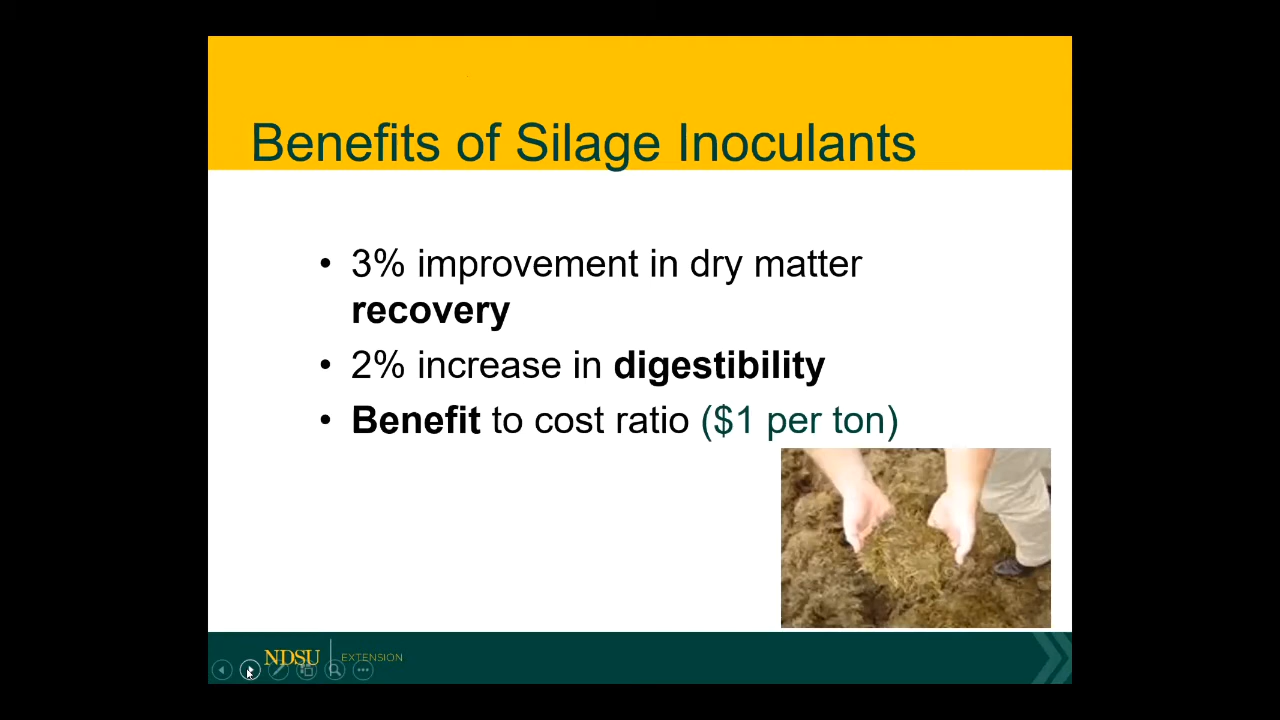 Benefits of Silage Inoculants
• 3% improvement in dry matter
recovery
• 2% increase in digestibility
• Benefit to cost ratio ($1 per ton)
NDSU EXTENSION